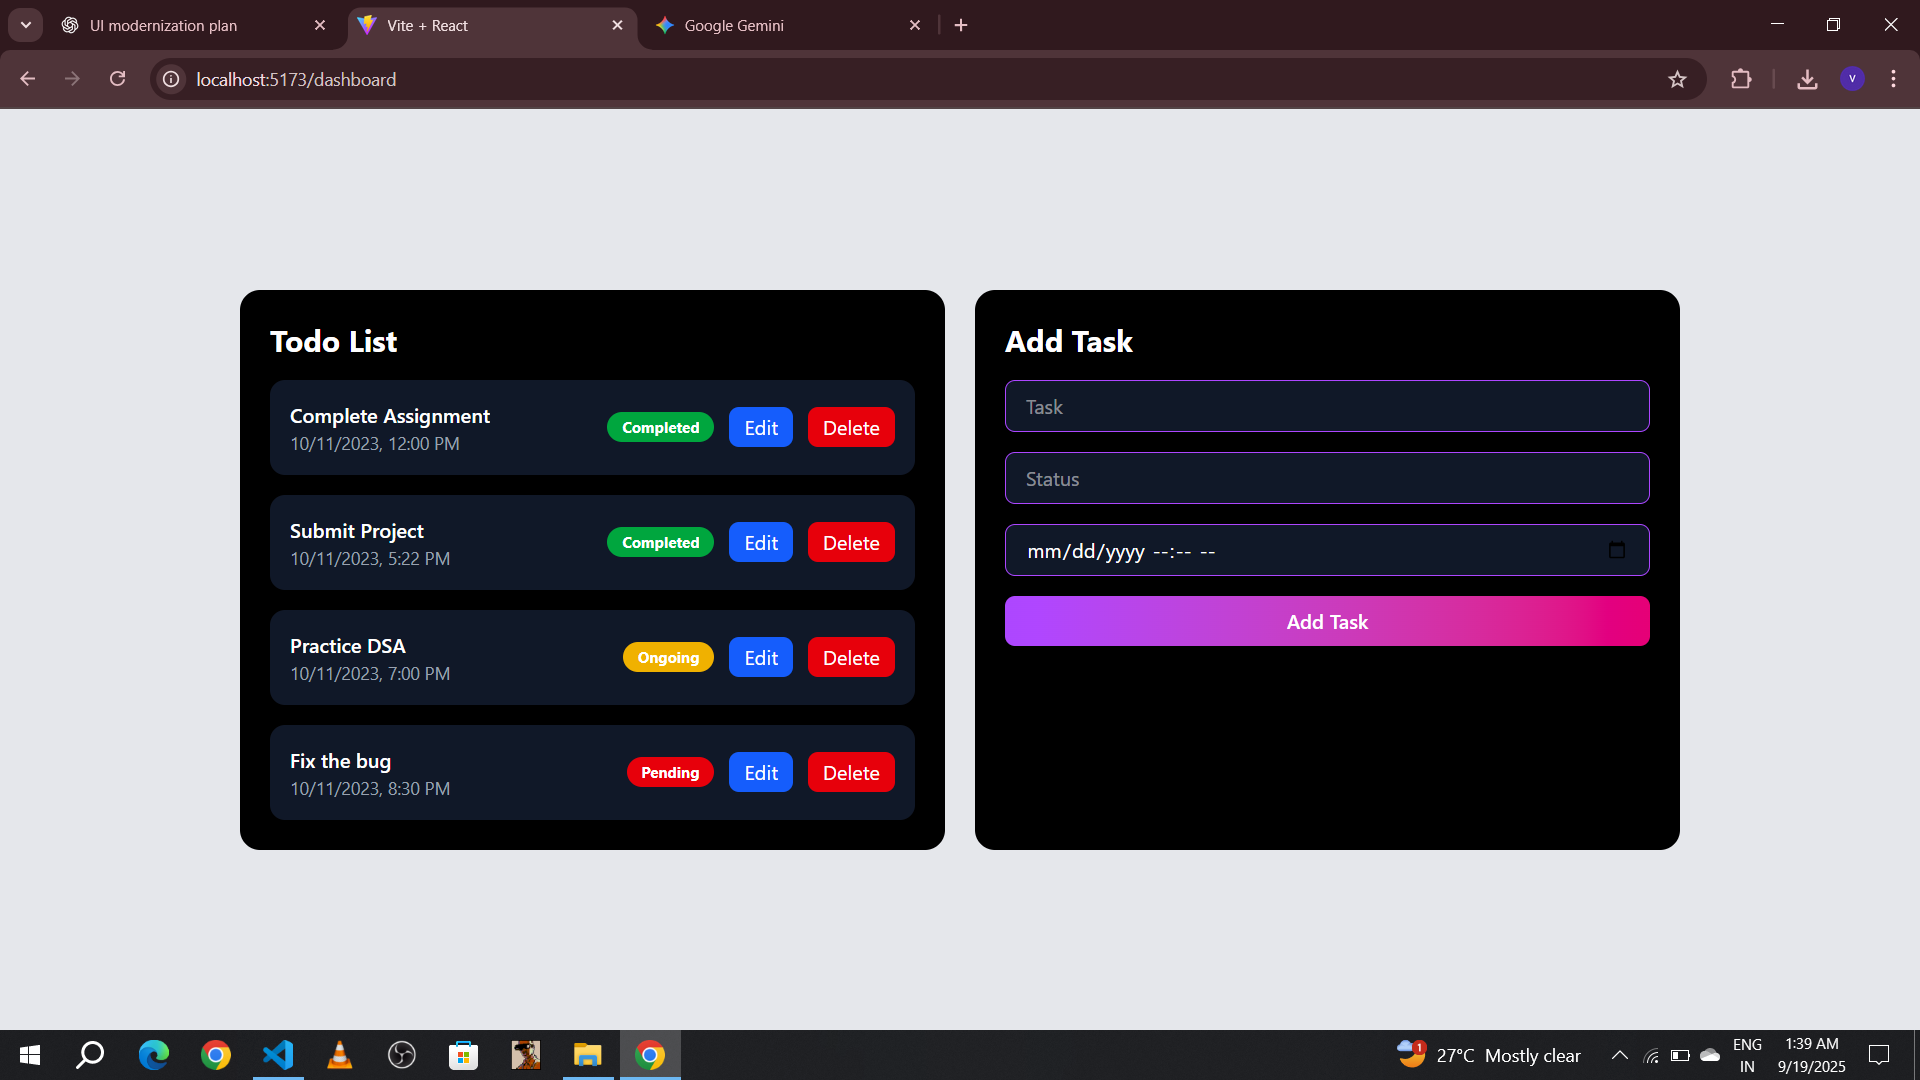 UI modernization plan
Vite + React
Google Gemini
localhost:5173/dashboard
V
Todo List
Complete Assignment
10/11/2023, 12:00 PM
Completed
Edit
Delete
Submit Project
10/11/2023, 5:22 PM
Completed
Edit
Delete
Practice DSA
10/11/2023, 7:00 PM
Ongoing
Edit
Delete
Fix the bug
10/11/2023, 8:30 PM
Pending
Edit
Delete
Add Task
Task
Status
mm/dd/yyyy --:-- --
Add Task
1
27°C Mostly clear
ENG
IN
1:39 AM
9/19/2025